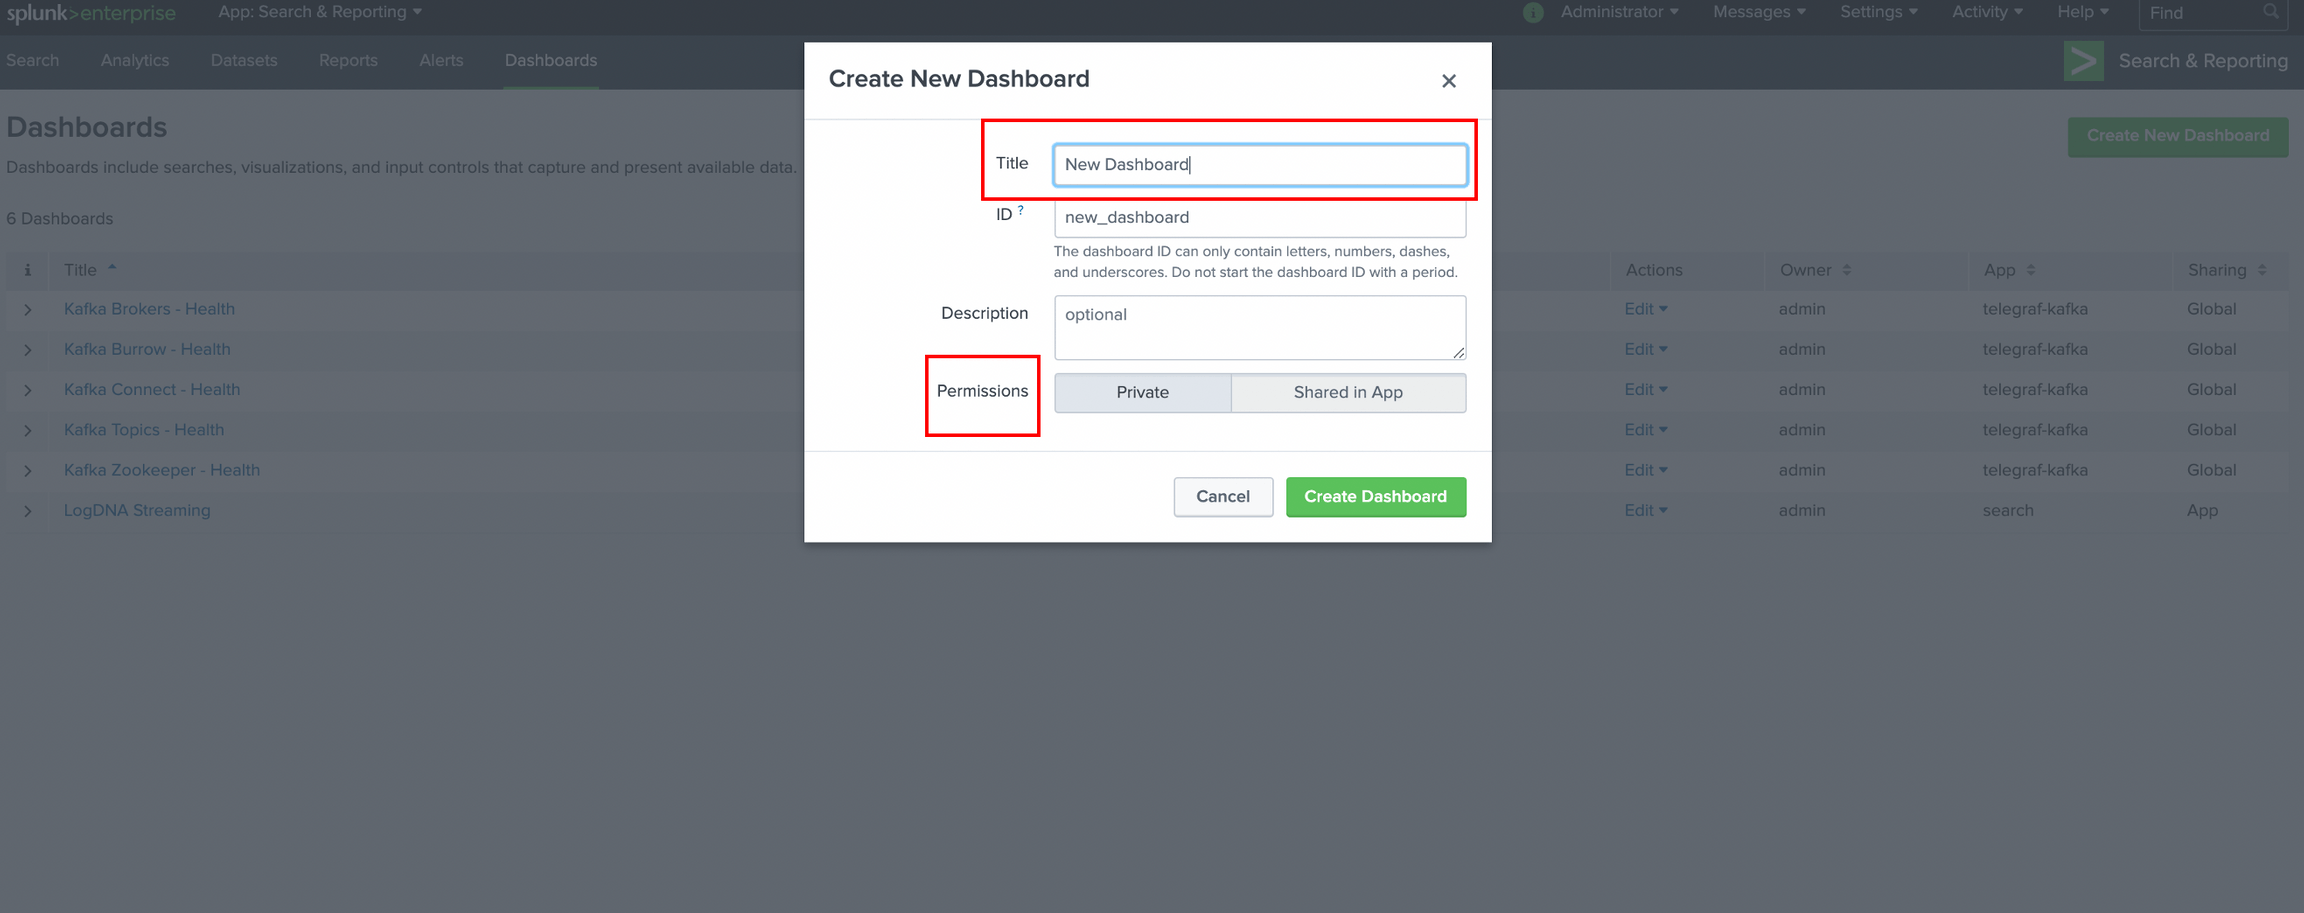 splunk>enterprise App: Search & Reporting Administrator Messages Settings Activity Help Find
Search Analytics Datasets Reports Alerts Dashboards Search & Reporting
Dashboards
Create New Dashboard
Dashboards include searches, visualizations, and input controls that capture and present available data.
6 Dashboards
i Title Actions Owner App Sharing
Kafka Brokers - Health Edit admin telegraf-kafka Global
Kafka Burrow - Health Edit admin telegraf-kafka Global
Kafka Connect - Health Edit admin telegraf-kafka Global
Kafka Topics - Health Edit admin telegraf-kafka Global
Kafka Zookeeper - Health Edit admin telegraf-kafka Global
LogDNA Streaming Edit admin search App
Create New Dashboard
Title New Dashboard
ID ? new_dashboard
The dashboard ID can only contain letters, numbers, dashes,
and underscores. Do not start the dashboard ID with a period.
Description optional
Permissions Private Shared in App
Cancel Create Dashboard